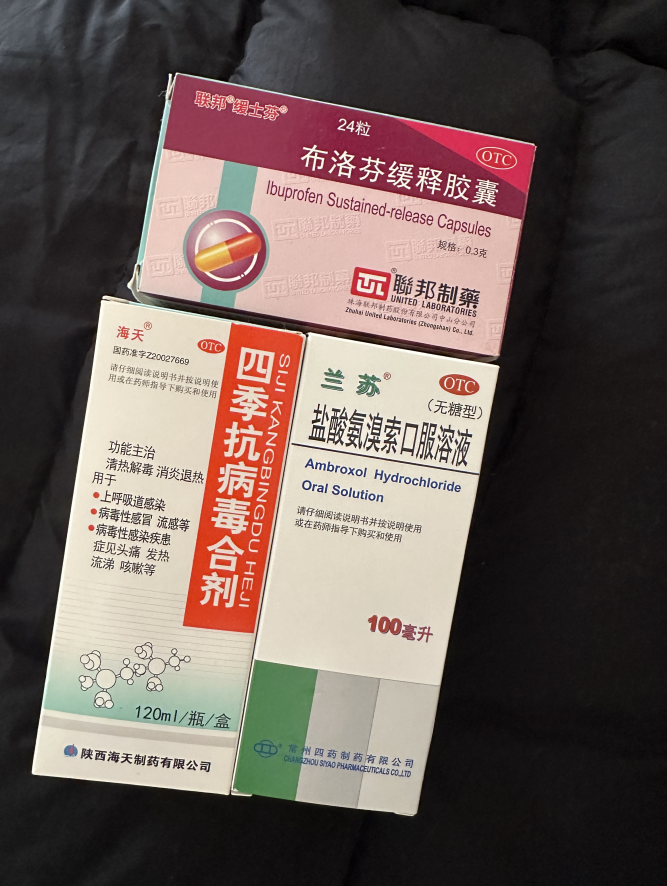 联邦®缓士芬®
24粒
OTC
布洛芬缓释胶囊
Ibuprofen Sustained-release Capsules
规格：0.3克
聯邦制藥
UNITED LABORATORIES
珠海联邦制药股份有限公司中山分公司
Zhuhai United Laboratories (Zhongshan) Co., Ltd.
海天®
国药准字Z20027669
OTC
请仔细阅读说明书并按说明使
用或在药师指导下购买和使用
四季抗病毒合剂
SIJI KANGBINGDU HEJI
功能主治
清热解毒 消炎退热
用于
•上呼吸道感染
•病毒性感冒 流感等
•病毒性感染疾患
症见头痛 发热
流涕 咳嗽等
120ml/瓶/盒
陕西海天制药有限公司
兰苏®
OTC
（无糖型）
盐酸氨溴索口服溶液
Ambroxol Hydrochloride
Oral Solution
请仔细阅读说明书并按说明使用
或在药师指导下购买和使用
100毫升
常州四药制药有限公司
CHANGZHOU SIYAO PHARMACEUTICALS CO.,LTD